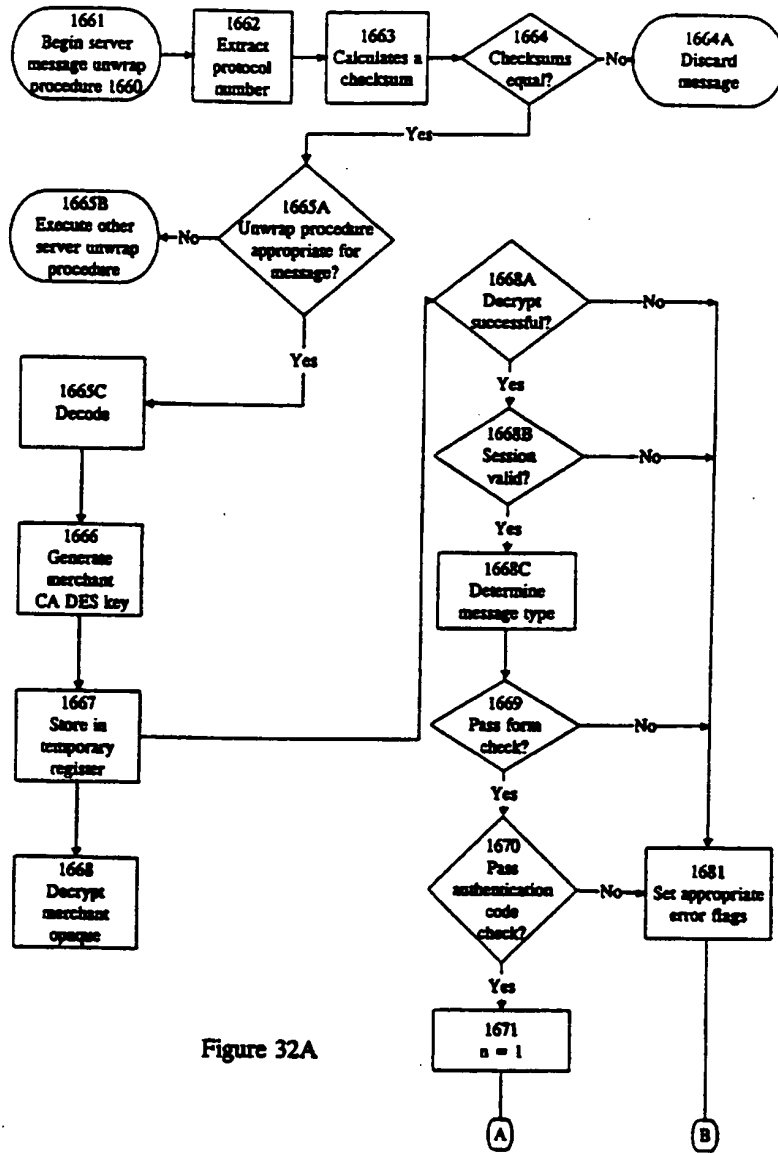 1661
Begin server
message unwrap
procedure 1660
1662
Extract
protocol
number
1663
Calculates a
checksum
1664
Checksums
equal?
No
1664A
Discard
message
Yes
1665A
Unwrap procedure
appropriate for
message?
No
1665B
Execute other
server unwrap
procedure
Yes
1665C
Decode
1666
Generate
merchant
CA DES key
1667
Store in
temporary
register
1668
Decrypt
merchant
opaque
1668A
Decrypt
successful?
No
Yes
1668B
Session
valid?
No
Yes
1668C
Determine
message type
1669
Pass form
check?
No
Yes
1670
Pass
authentication
code
check?
No
1681
Set appropriate
error flags
Yes
1671
n = 1
A
B
Figure 32A